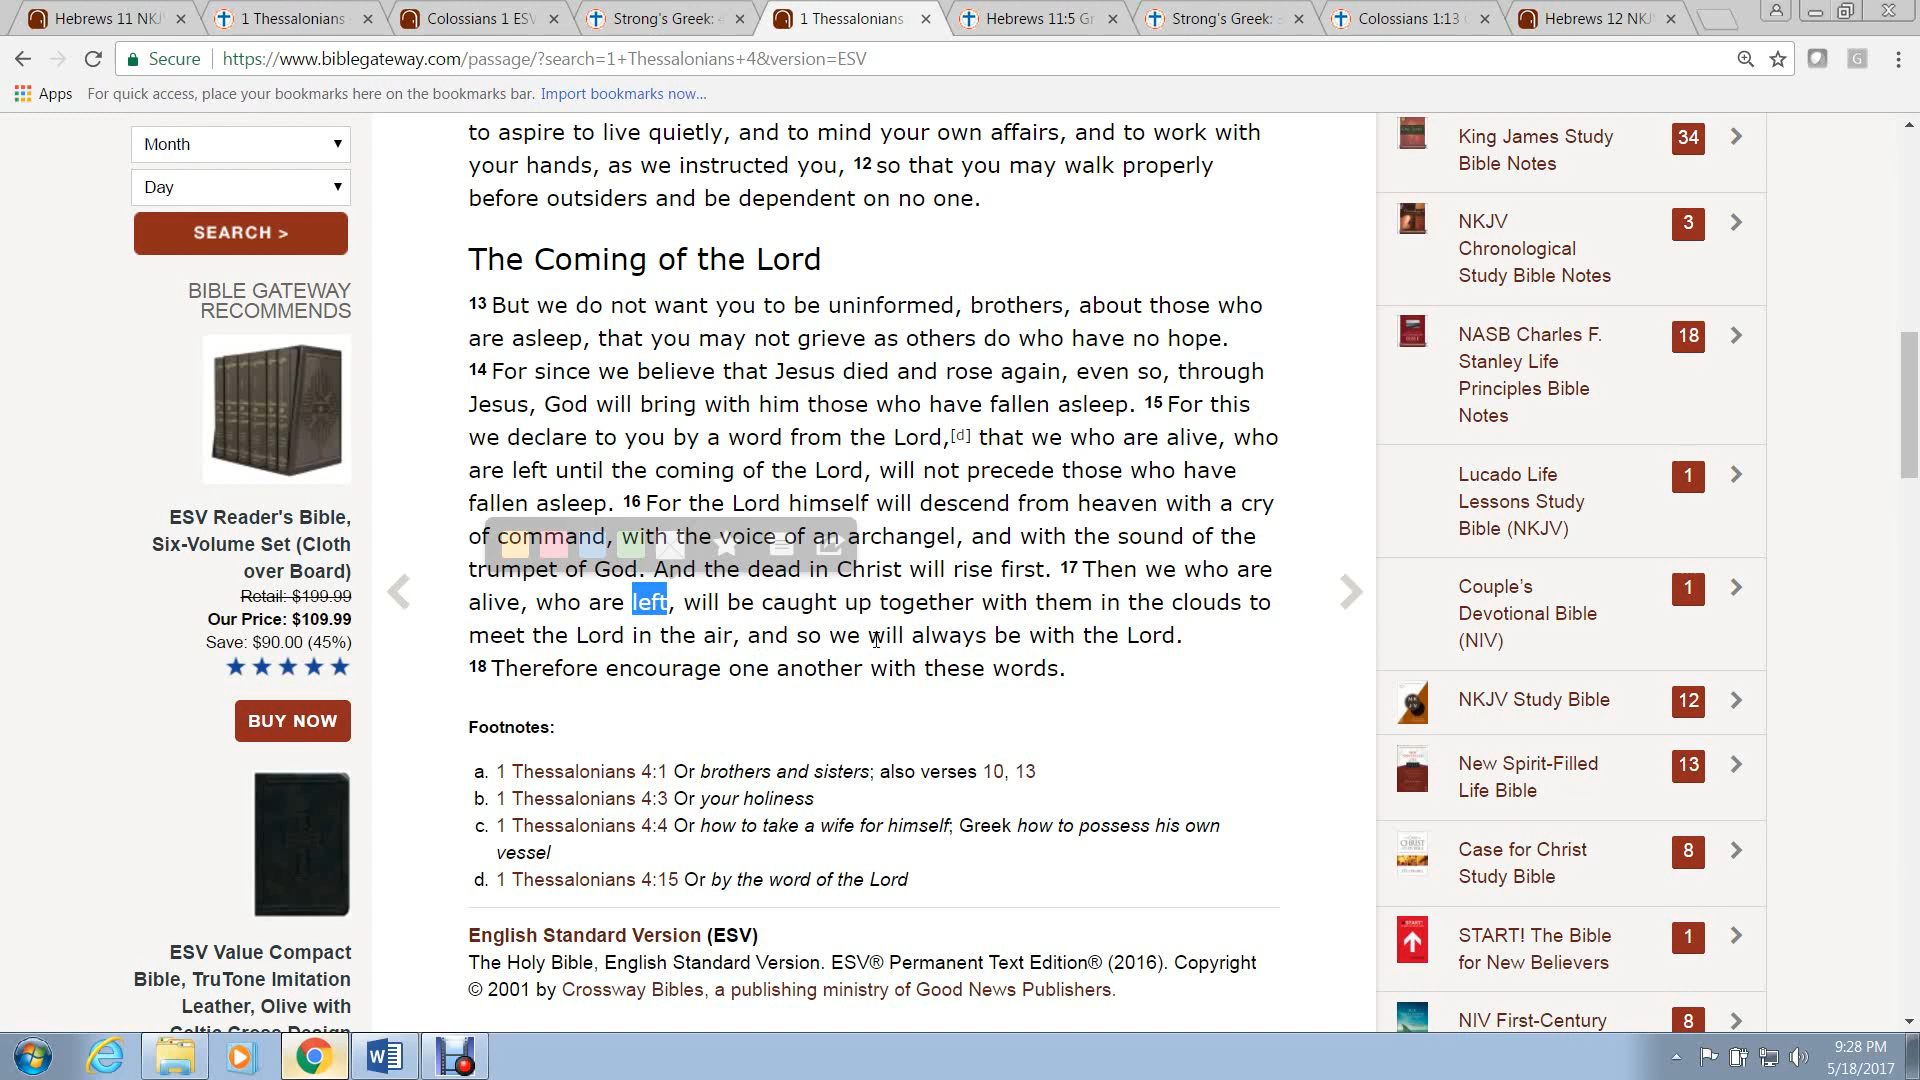 Hebrews 11 NKJ
1 Thessalonians
Colossians 1 ESV
Strong's Greek:
1 Thessalonians
Hebrews 11:5 Gr
Strong's Greek:
Colossians 1:13
Hebrews 12 NKJV
Secure
https://www.biblegateway.com/passage/?search=1+Thessalonians+4&version=ESV
Apps
For quick access, place your bookmarks here on the bookmarks bar. Import bookmarks now...
Month
Day
SEARCH >
BIBLE GATEWAY
RECOMMENDS
ESV Reader's Bible,
Six-Volume Set (Cloth
over Board)
Retail: $199.99
Our Price: $109.99
Save: $90.00 (45%)
BUY NOW
ESV Value Compact
Bible, TruTone Imitation
Leather, Olive with
Celtic Cross Design
to aspire to live quietly, and to mind your own affairs, and to work with
your hands, as we instructed you, 12 so that you may walk properly
before outsiders and be dependent on no one.
The Coming of the Lord
13 But we do not want you to be uninformed, brothers, about those who
are asleep, that you may not grieve as others do who have no hope.
14 For since we believe that Jesus died and rose again, even so, through
Jesus, God will bring with him those who have fallen asleep. 15 For this
we declare to you by a word from the Lord,[d] that we who are alive, who
are left until the coming of the Lord, will not precede those who have
fallen asleep. 16 For the Lord himself will descend from heaven with a cry
of command, with the voice of an archangel, and with the sound of the
trumpet of God. And the dead in Christ will rise first. 17 Then we who are
alive, who are left, will be caught up together with them in the clouds to
meet the Lord in the air, and so we will always be with the Lord.
18 Therefore encourage one another with these words.
Footnotes:
a. 1 Thessalonians 4:1 Or brothers and sisters; also verses 10, 13
b. 1 Thessalonians 4:3 Or your holiness
c. 1 Thessalonians 4:4 Or how to take a wife for himself; Greek how to possess his own
vessel
d. 1 Thessalonians 4:15 Or by the word of the Lord
English Standard Version (ESV)
The Holy Bible, English Standard Version. ESV® Permanent Text Edition® (2016). Copyright
© 2001 by Crossway Bibles, a publishing ministry of Good News Publishers.
King James Study
Bible Notes
34
NKJV
Chronological
Study Bible Notes
3
NASB Charles F.
Stanley Life
Principles Bible
Notes
18
Lucado Life
Lessons Study
Bible (NKJV)
1
Couple's
Devotional Bible
(NIV)
1
NKJV Study Bible
12
New Spirit-Filled
Life Bible
13
Case for Christ
Study Bible
8
START! The Bible
for New Believers
1
NIV First-Century
8
9:28 PM
5/18/2017